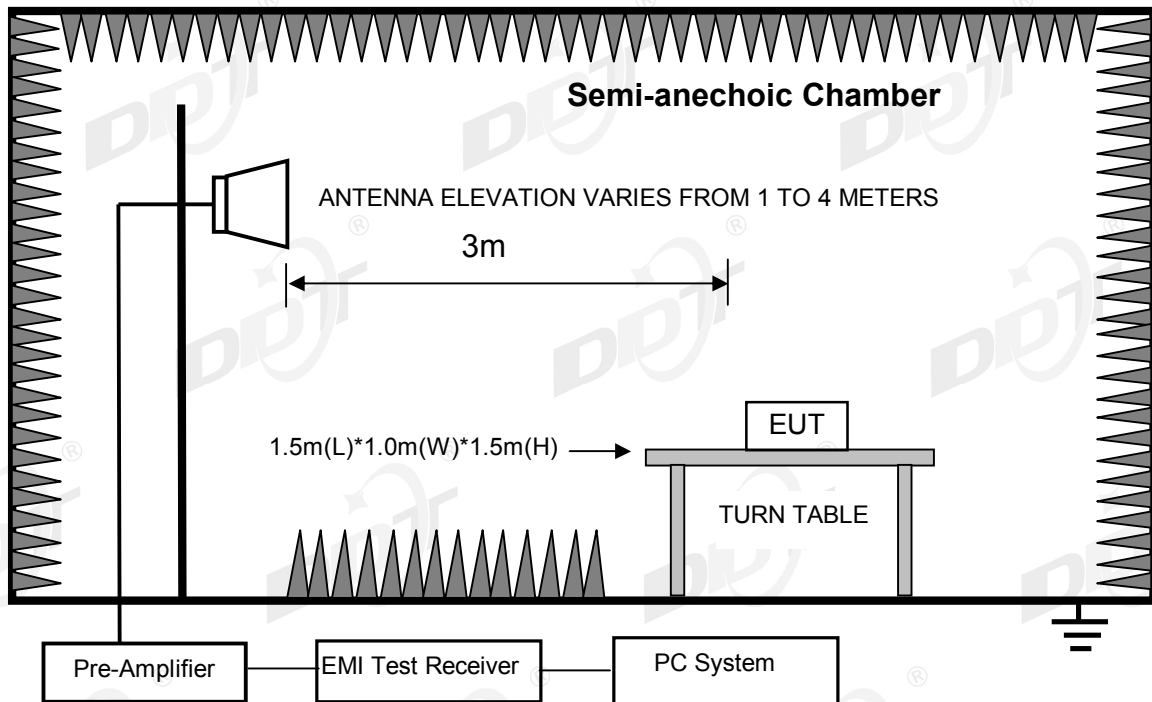 Semi-anechoic Chamber
ANTENNA ELEVATION VARIES FROM 1 TO 4 METERS
3m
EUT
1.5m(L)*1.0m(W)*1.5m(H)
TURN TABLE
Pre-Amplifier
EMI Test Receiver
PC System
DDT
®